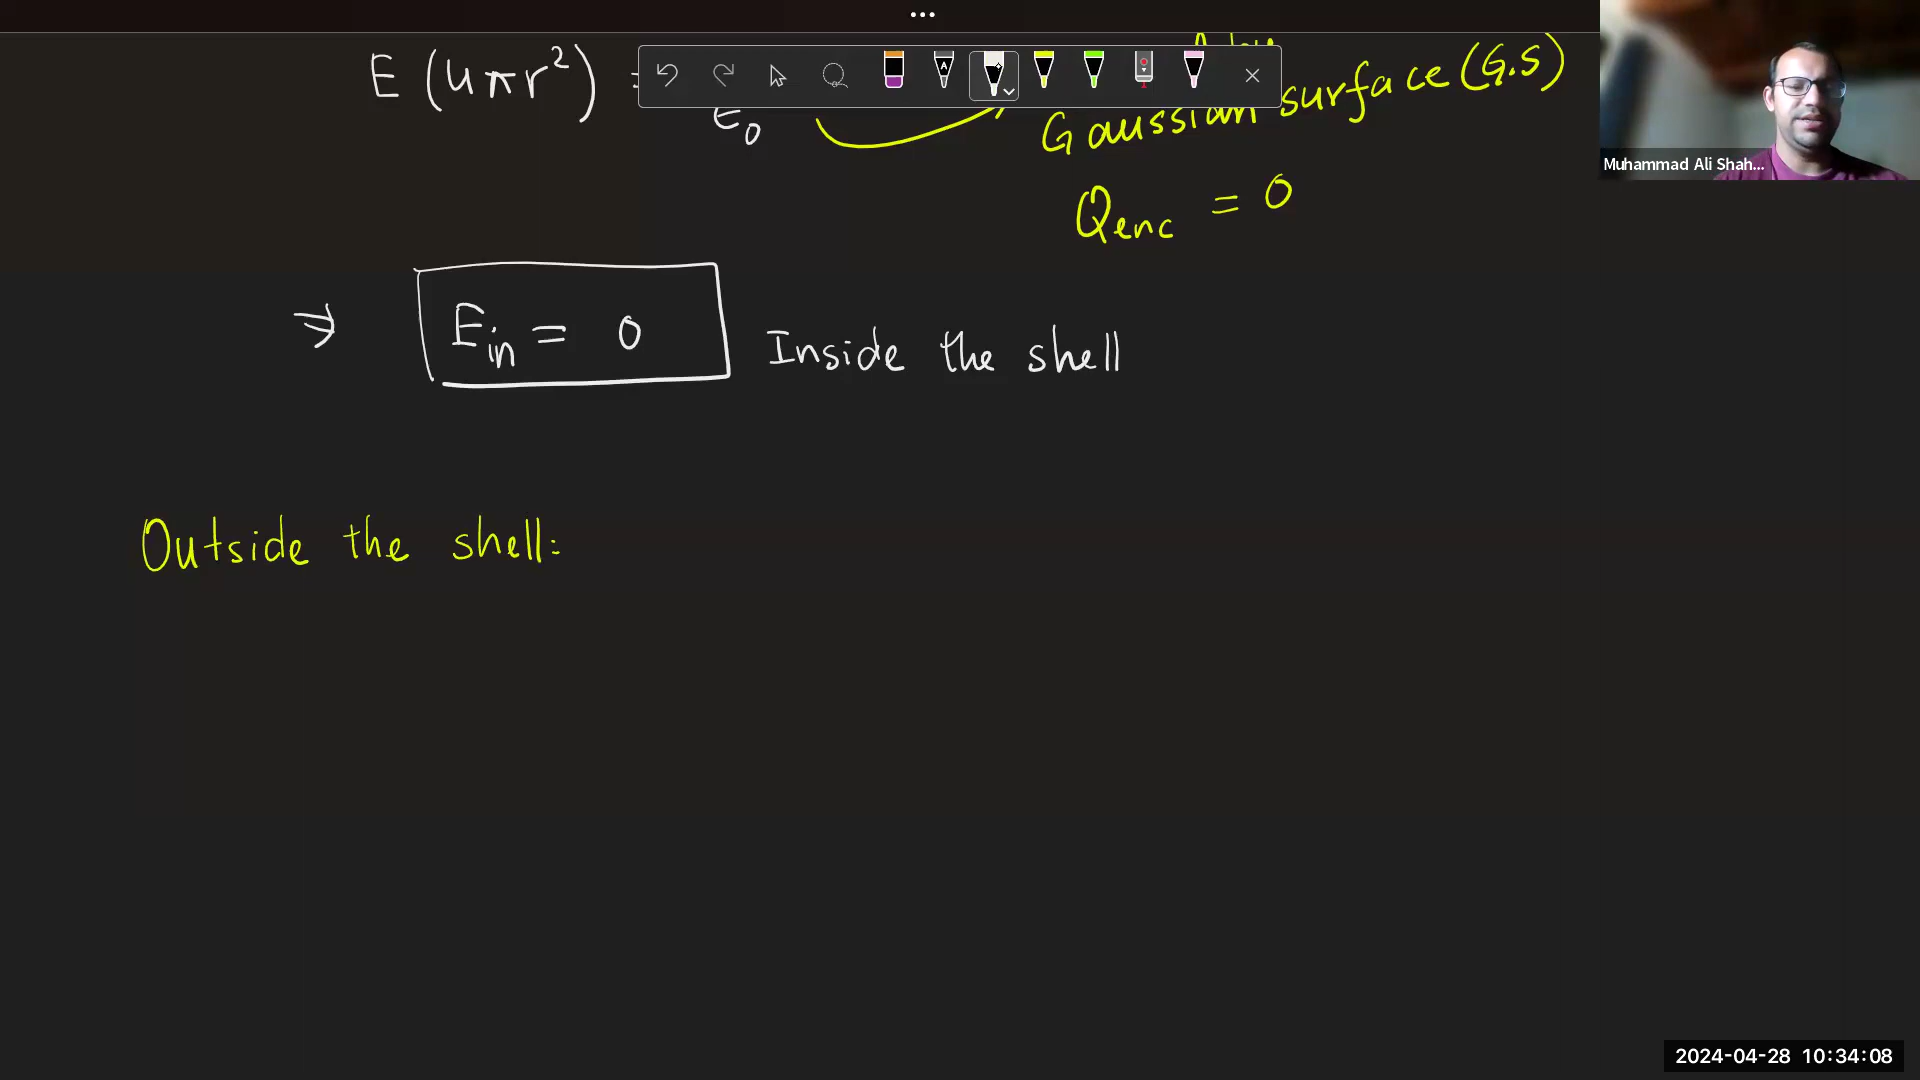 ...
E (4πr²) =
ε₀
Gaussian surface (G.S)
Muhammad Ali Shah...
Qenc = 0
⇒ Ein = 0 Inside the shell
Outside the shell:
2024-04-28 10:34:08